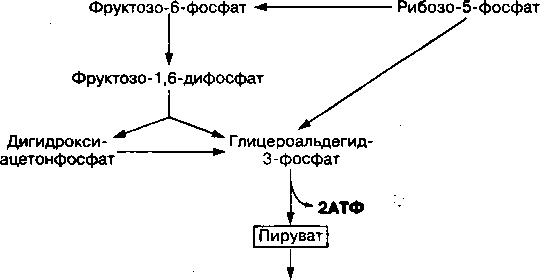 Фруктозо-6-фосфат
Рибозо-5-фосфат
Фруктозо-1,6-дифосфат
Дигидрокси-
ацетонфосфат
Глицероальдегид-
3-фосфат
2АТФ
Пируват